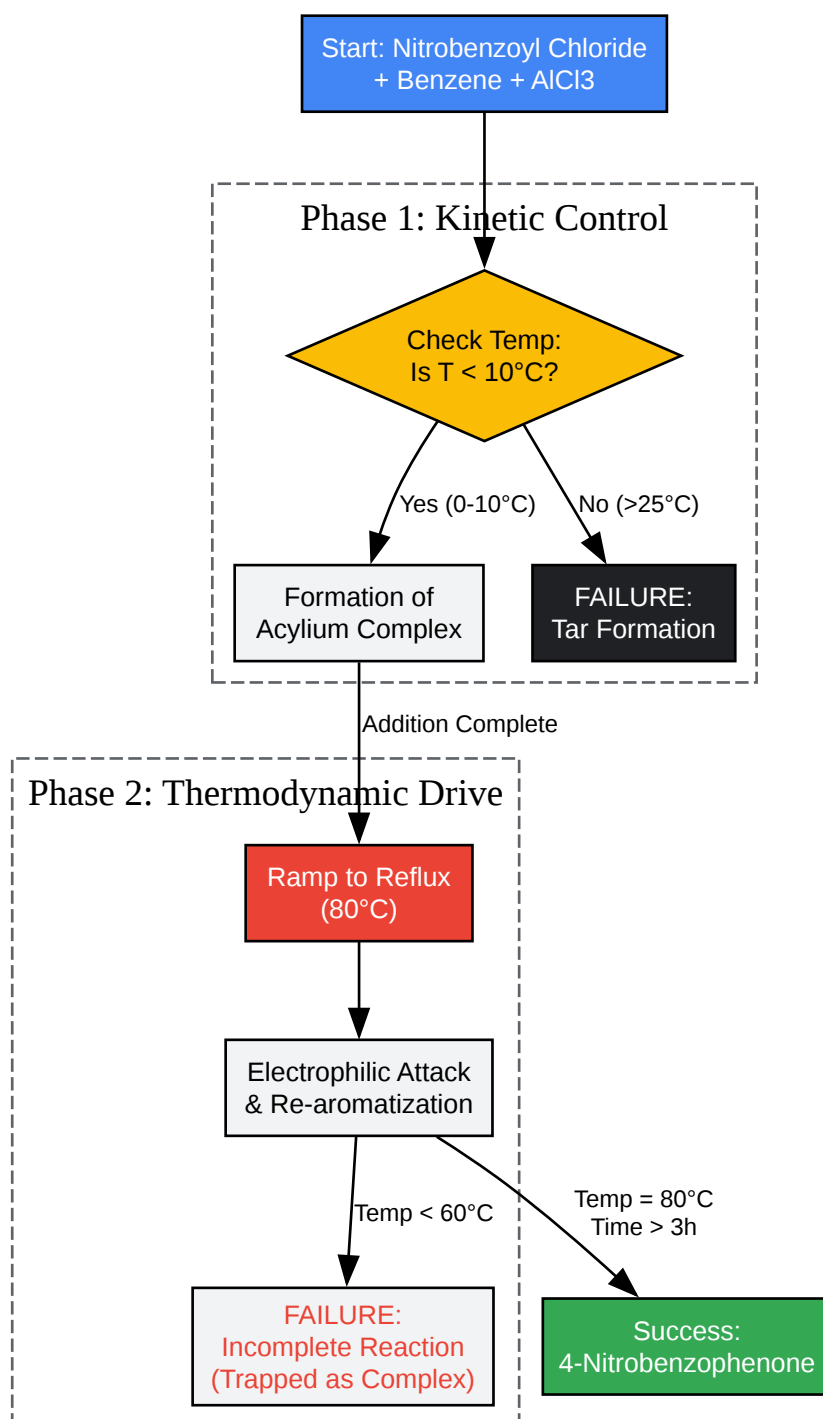 Start: Nitrobenzoyl Chloride
+ Benzene + AlCl3
Phase 1: Kinetic Control
Check Temp:
Is T < 10°C?
Yes (0-10°C)
No (>25°C)
Formation of
Acylium Complex
FAILURE:
Tar Formation
Addition Complete
Phase 2: Thermodynamic Drive
Ramp to Reflux
(80°C)
Electrophilic Attack
& Re-aromatization
Temp < 60°C
Temp = 80°C
Time > 3h
FAILURE:
Incomplete Reaction
(Trapped as Complex)
Success:
4-Nitrobenzophenone